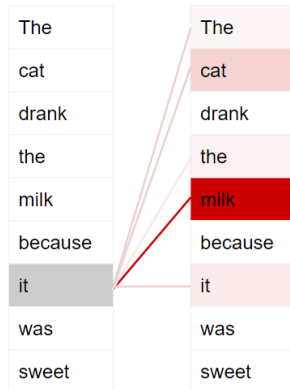 The The
cat cat
drank drank
the the
milk milk
because because
it it
was was
sweet sweet